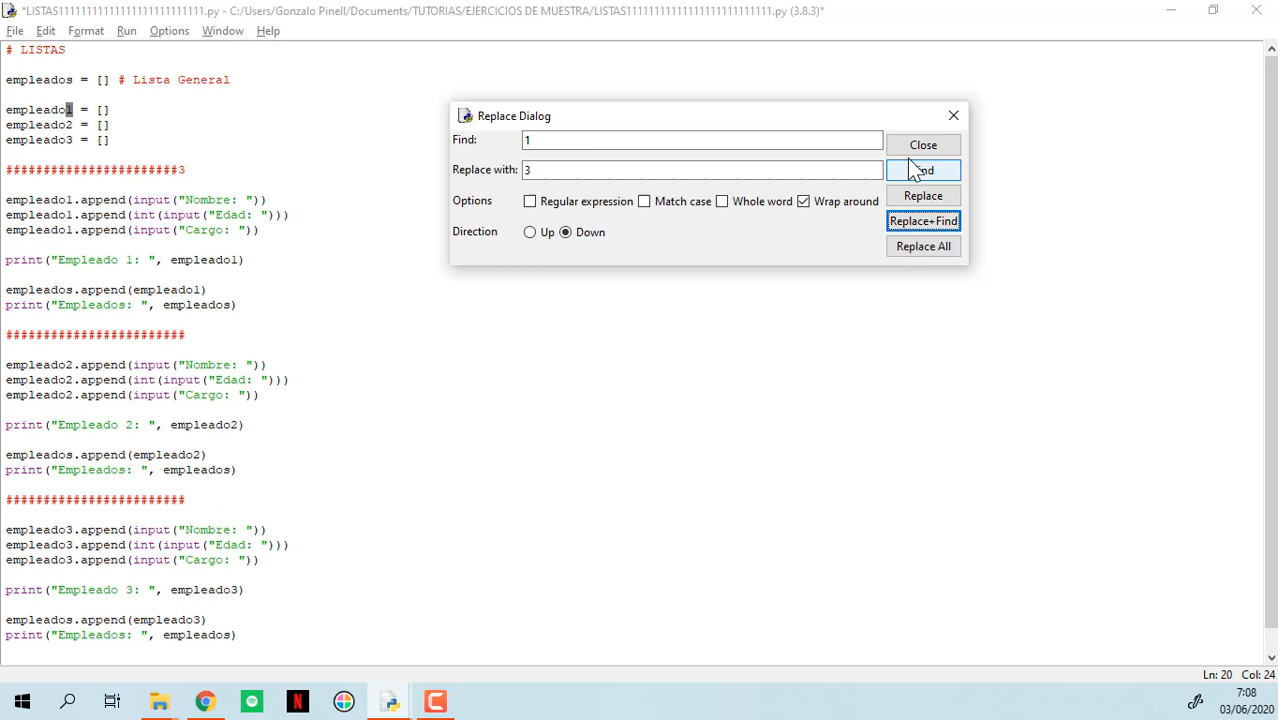 *LISTAS11111111111111111111111.py - C:/Users/Gonzalo Pinell/Documents/TUTORIAS/EJERCICIOS DE MUESTRA/LISTAS11111111111111111111111.py (3.8.3)*
File Edit Format Run Options Window Help
# LISTAS
empleados = [] # Lista General
empleado1 = []
empleado2 = []
empleado3 = []
#######################3
empleado1.append(input("Nombre: "))
empleado1.append(int(input("Edad: ")))
empleado1.append(input("Cargo: "))
print("Empleado 1: ", empleado1)
empleados.append(empleado1)
print("Empleados: ", empleados)
########################
empleado2.append(input("Nombre: "))
empleado2.append(int(input("Edad: ")))
empleado2.append(input("Cargo: "))
print("Empleado 2: ", empleado2)
empleados.append(empleado2)
print("Empleados: ", empleados)
########################
empleado3.append(input("Nombre: "))
empleado3.append(int(input("Edad: ")))
empleado3.append(input("Cargo: "))
print("Empleado 3: ", empleado3)
empleados.append(empleado3)
print("Empleados: ", empleados)
Replace Dialog
Find: 1
Close
Replace with: 3
Find
Options Regular expression Match case Whole word Wrap around
Replace
Direction Up Down
Replace+Find
Replace All
Ln: 20 Col: 24
7:08
03/06/2020